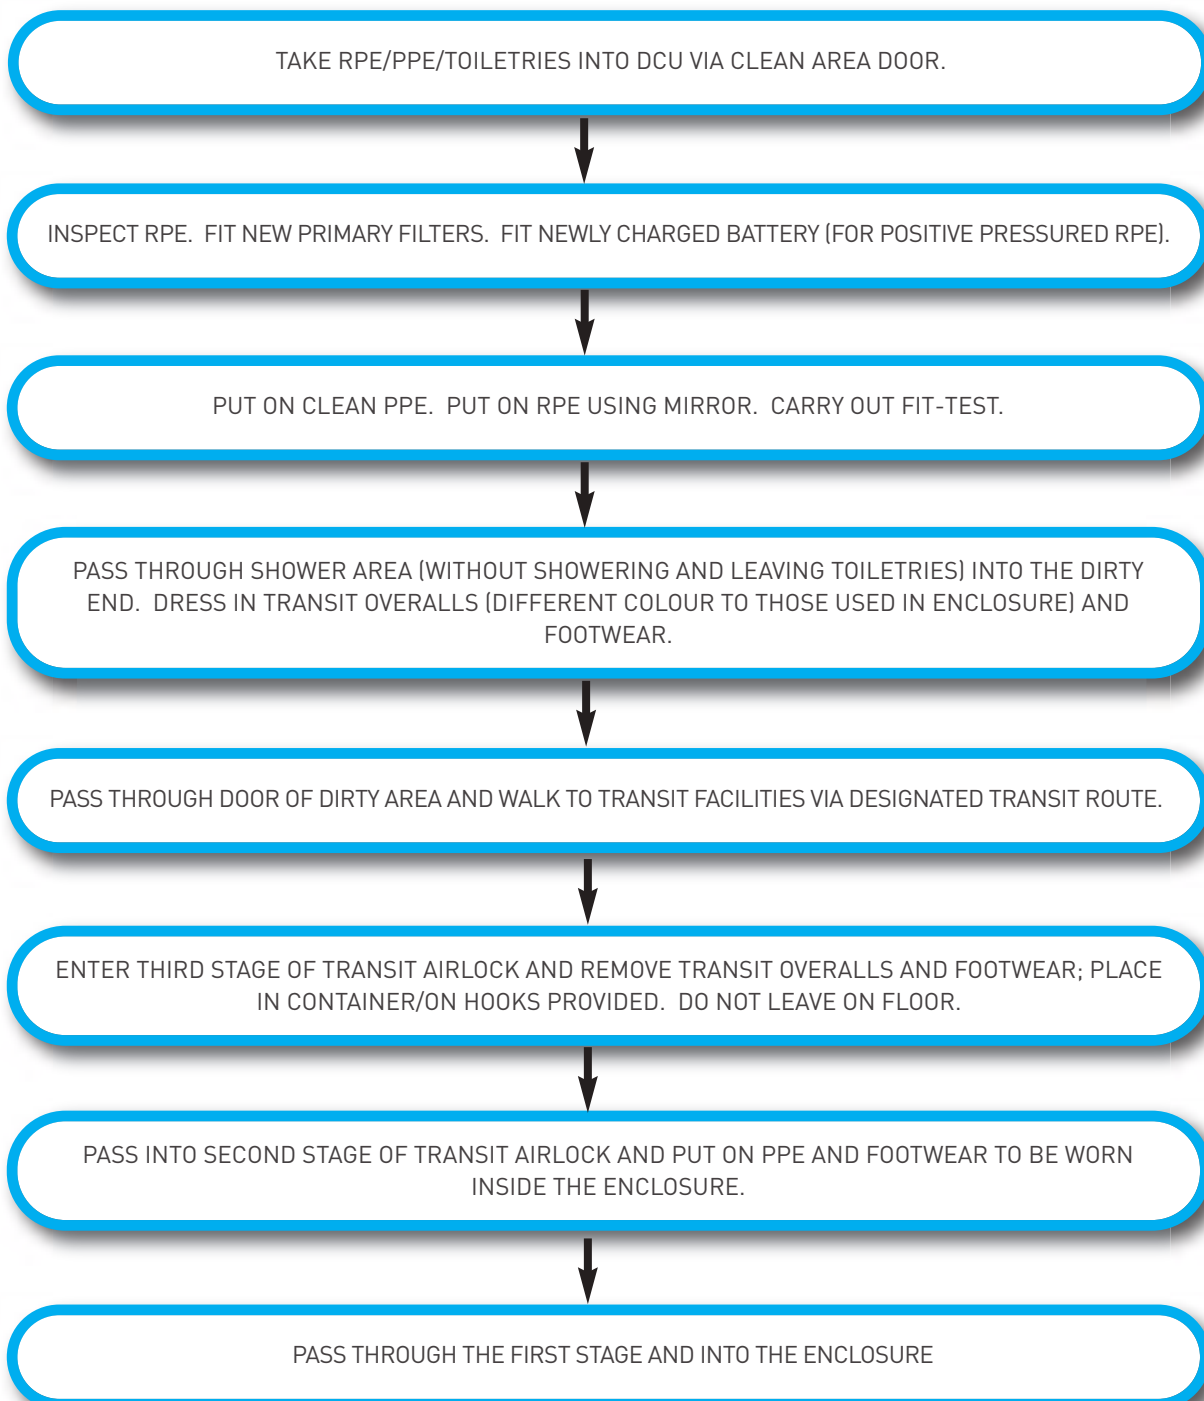 TAKE RPE/PPE/TOILETRIES INTO DCU VIA CLEAN AREA DOOR.
INSPECT RPE.  FIT NEW PRIMARY FILTERS.  FIT NEWLY CHARGED BATTERY (FOR POSITIVE PRESSURED RPE).
PUT ON CLEAN PPE.  PUT ON RPE USING MIRROR.  CARRY OUT FIT-TEST.
PASS THROUGH SHOWER AREA (WITHOUT SHOWERING AND LEAVING TOILETRIES) INTO THE DIRTY
END.  DRESS IN TRANSIT OVERALLS (DIFFERENT COLOUR TO THOSE USED IN ENCLOSURE) AND
FOOTWEAR.
PASS THROUGH DOOR OF DIRTY AREA AND WALK TO TRANSIT FACILITIES VIA DESIGNATED TRANSIT ROUTE.
ENTER THIRD STAGE OF TRANSIT AIRLOCK AND REMOVE TRANSIT OVERALLS AND FOOTWEAR; PLACE
IN CONTAINER/ON HOOKS PROVIDED.  DO NOT LEAVE ON FLOOR.
PASS INTO SECOND STAGE OF TRANSIT AIRLOCK AND PUT ON PPE AND FOOTWEAR TO BE WORN
INSIDE THE ENCLOSURE.
PASS THROUGH THE FIRST STAGE AND INTO THE ENCLOSURE